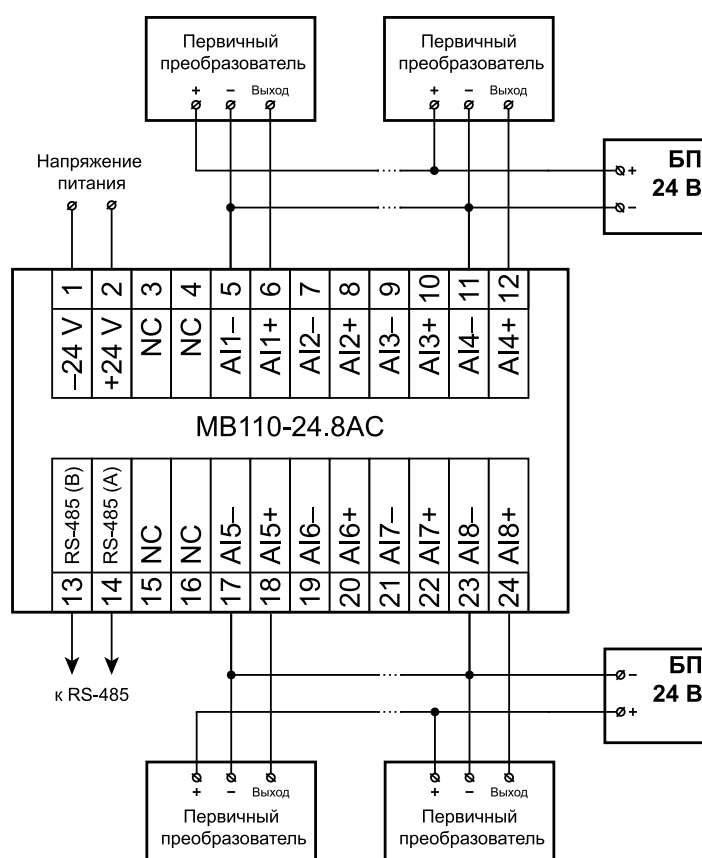 Первичный
преобразователь
+ – Выход
Первичный
преобразователь
+ – Выход
Напряжение
питания
+
–
БП
24 В
1 2 3 4 5 6 7 8 9 10 11 12
–24 V
+24 V
NC
NC
AI1–
AI1+
AI2–
AI2+
AI3–
AI3+
AI4–
AI4+
МВ110-24.8АС
RS-485 (B)
RS-485 (A)
NC
NC
AI5–
AI5+
AI6–
AI6+
AI7–
AI7+
AI8–
AI8+
13 14 15 16 17 18 19 20 21 22 23 24
к RS-485
–
+
БП
24 В
+ – Выход
Первичный
преобразователь
+ – Выход
Первичный
преобразователь